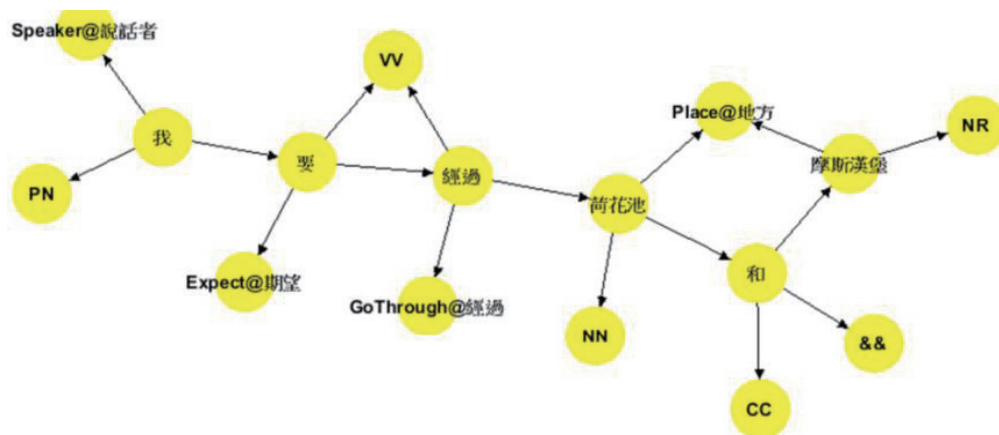 Speaker@說話者
VV
Place@地方
NR
我
要
經過
摩斯漢堡
PN
荷花池
和
Expect@期望
GoThrough@經過
NN
&&
CC